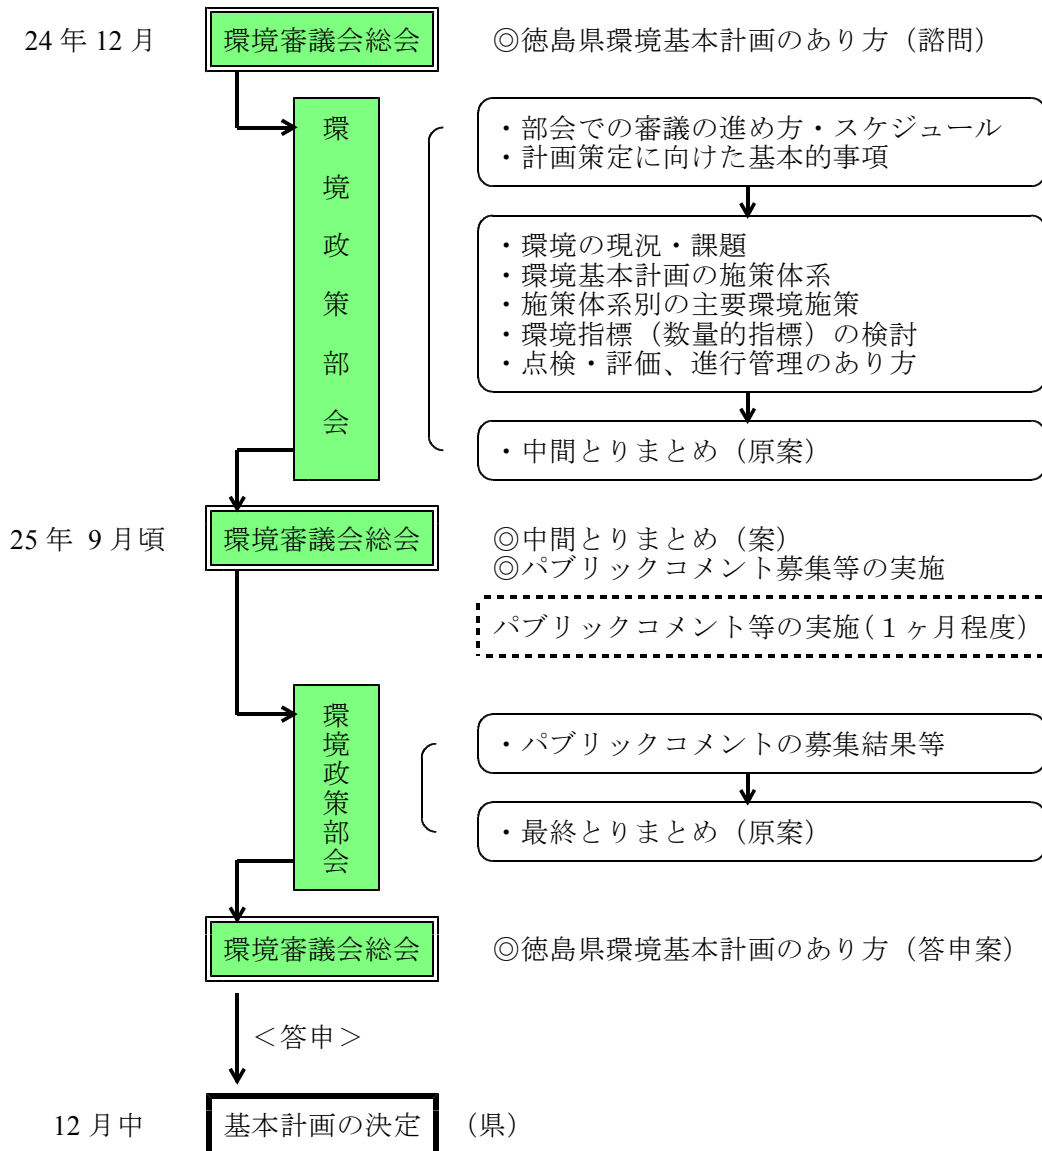 24年12月
環境審議会総会
◎徳島県環境基本計画のあり方（諮問）
環境政策部会
・部会での審議の進め方・スケジュール
・計画策定に向けた基本的事項
・環境の現況・課題
・環境基本計画の施策体系
・施策体系別の主要環境施策
・環境指標（数量的指標）の検討
・点検・評価、進行管理のあり方
・中間とりまとめ（原案）
25年 9月頃
環境審議会総会
◎中間とりまとめ（案）
◎パブリックコメント募集等の実施
パブリックコメント等の実施（１ヶ月程度）
環境政策部会
・パブリックコメントの募集結果等
・最終とりまとめ（原案）
環境審議会総会
◎徳島県環境基本計画のあり方（答申案）
＜答申＞
12月中
基本計画の決定
（県）